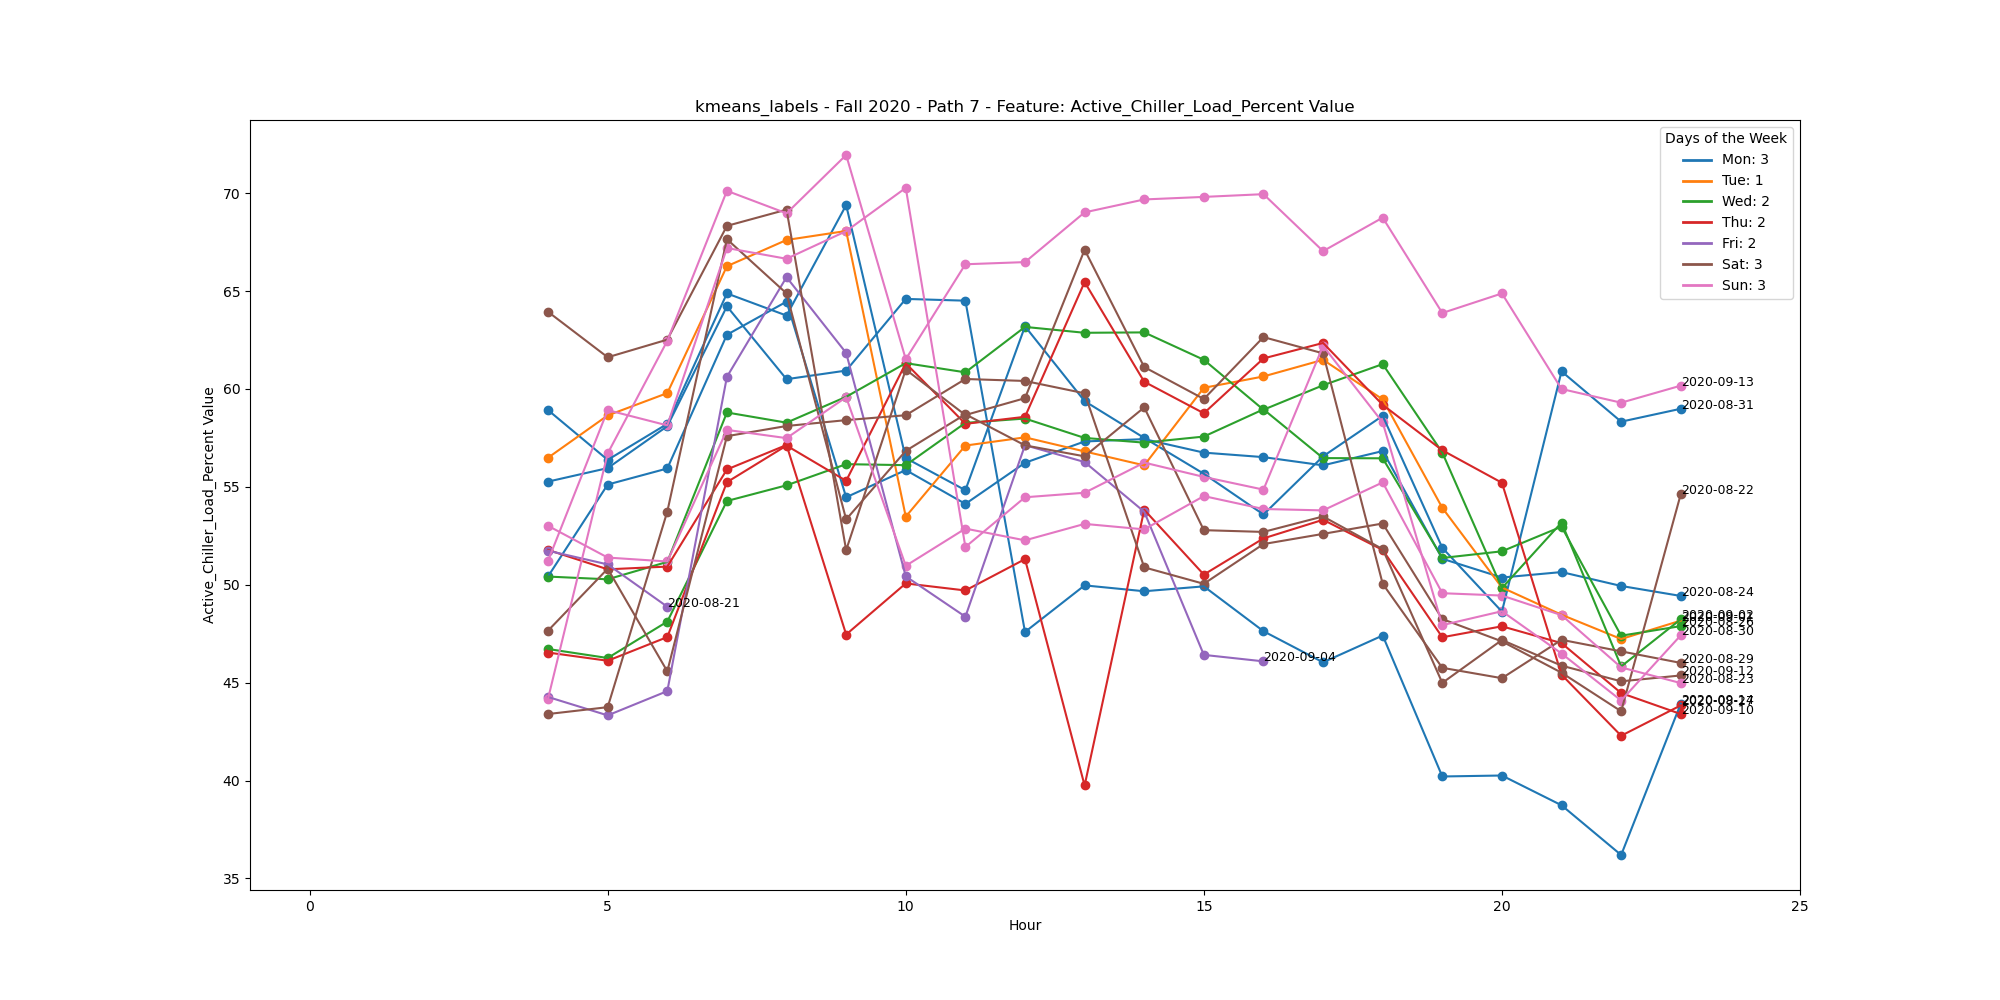 kmeans_labels - Fall 2020 - Path 7 - Feature: Active_Chiller_Load_Percent Value
Days of the Week
Mon: 3
Tue: 1
Wed: 2
Thu: 2
Fri: 2
Sat: 3
Sun: 3
Active_Chiller_Load_Percent Value
70
65
60
55
50
45
40
35
2020-09-13
2020-08-31
2020-08-22
2020-08-24
2020-08-21
2020-09-02
2020-08-30
2020-09-04
2020-08-29
2020-09-12
2020-08-23
2020-09-10
0
5
10
15
20
25
Hour